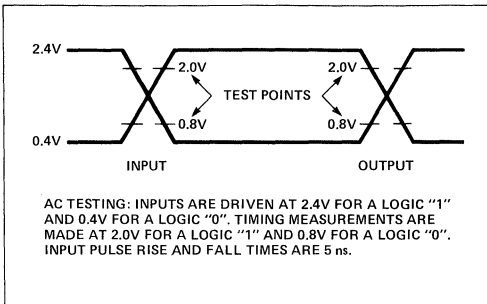 2.4V
2.0V 2.0V
TEST POINTS
0.8V 0.8V
0.4V
INPUT OUTPUT
AC TESTING: INPUTS ARE DRIVEN AT 2.4V FOR A LOGIC "1"
AND 0.4V FOR A LOGIC "0". TIMING MEASUREMENTS ARE
MADE AT 2.0V FOR A LOGIC "1" AND 0.8V FOR A LOGIC "0".
INPUT PULSE RISE AND FALL TIMES ARE 5 ns.